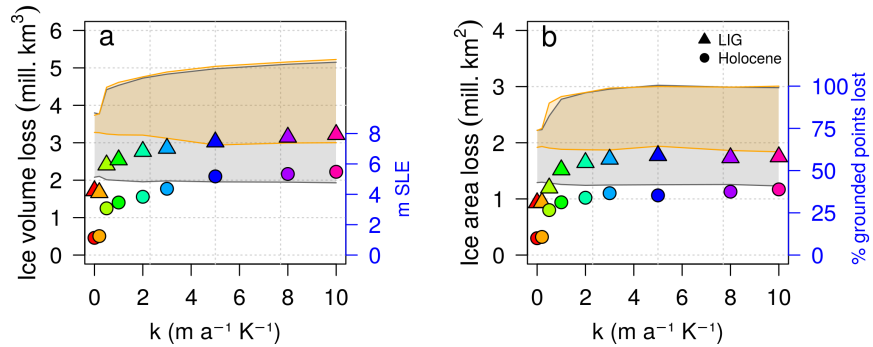 a
Ice volume loss (mill. km³)
6
5
4
3
2
1
0
8
6
4
2
0
m SLE
0 2 4 6 8 10
k (m a⁻¹ K⁻¹)
b
LIG
Holocene
Ice area loss (mill. km²)
4
3
2
1
0
100
75
50
25
0
% grounded points lost
0 2 4 6 8 10
k (m a⁻¹ K⁻¹)